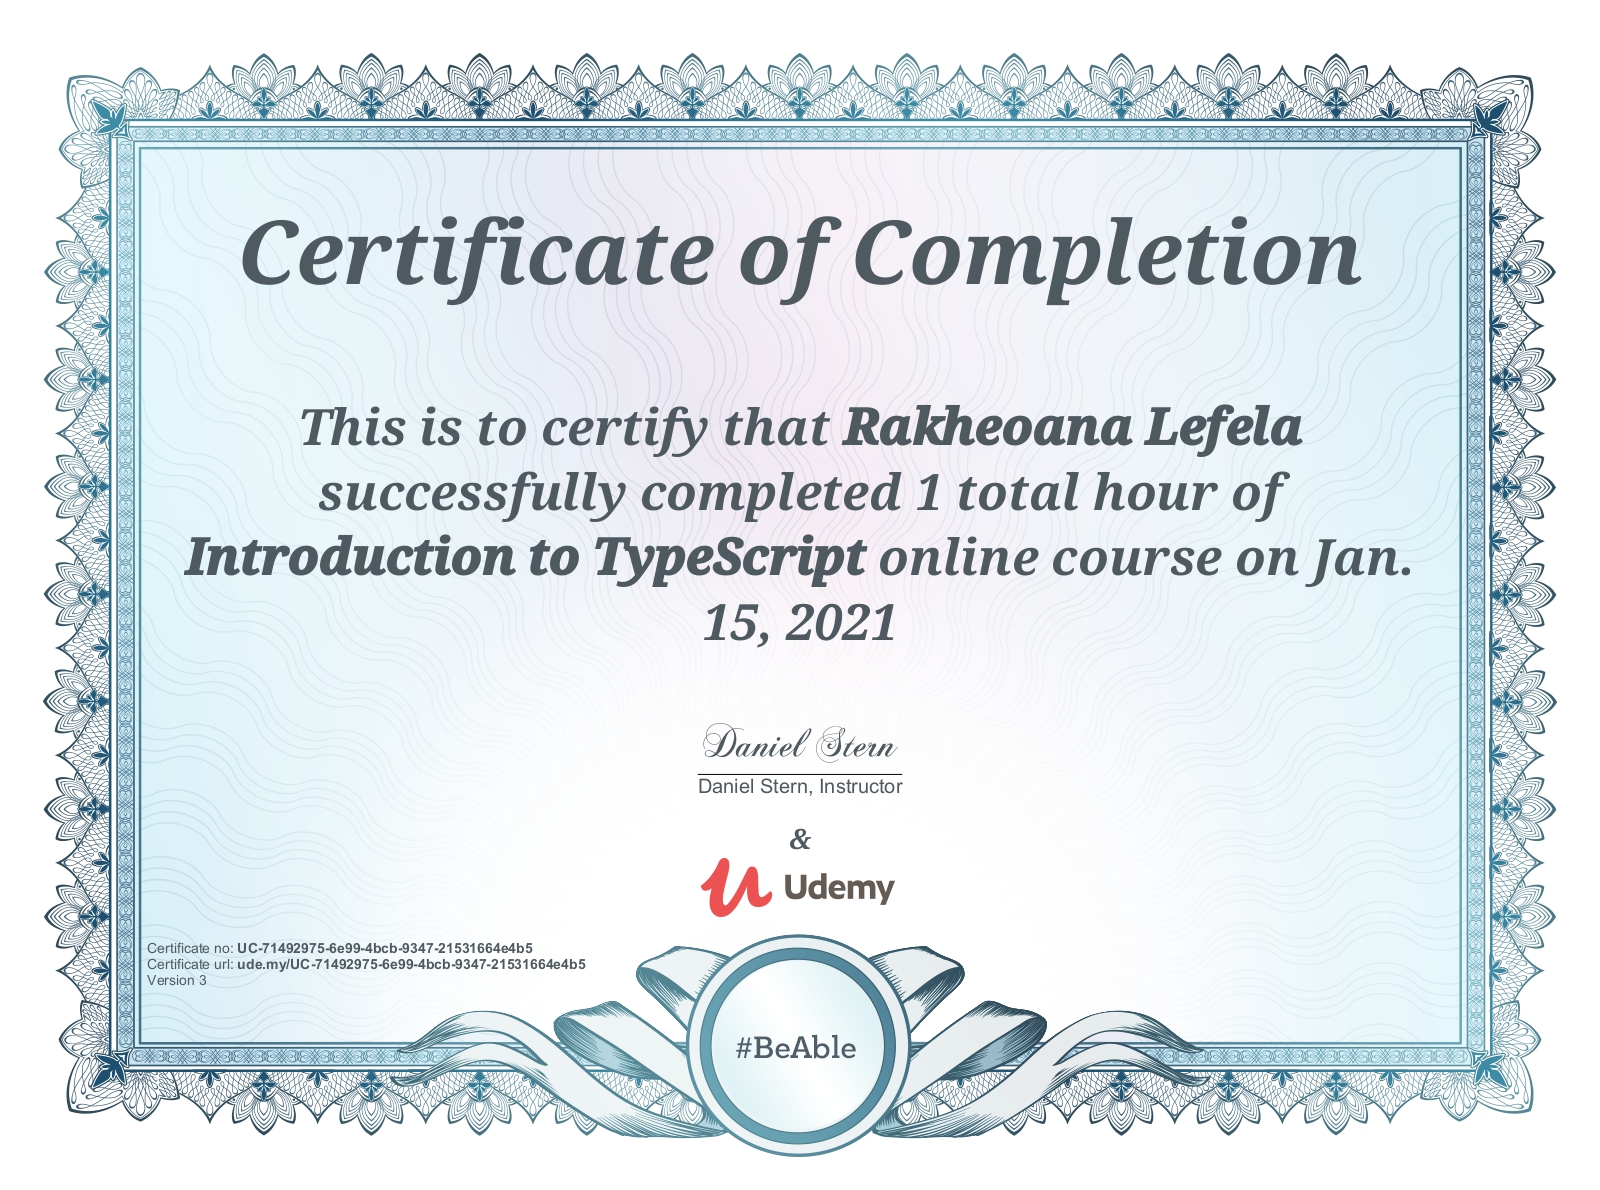 Certificate of Completion
This is to certify that Rakheoana Lefela
successfully completed 1 total hour of
Introduction to TypeScript online course on Jan.
15, 2021
Daniel Stern
Daniel Stern, Instructor
&
Udemy
Certificate no: UC-71492975-6e99-4bcb-9347-21531664e4b5
Certificate url: ude.my/UC-71492975-6e99-4bcb-9347-21531664e4b5
Version 3
#BeAble